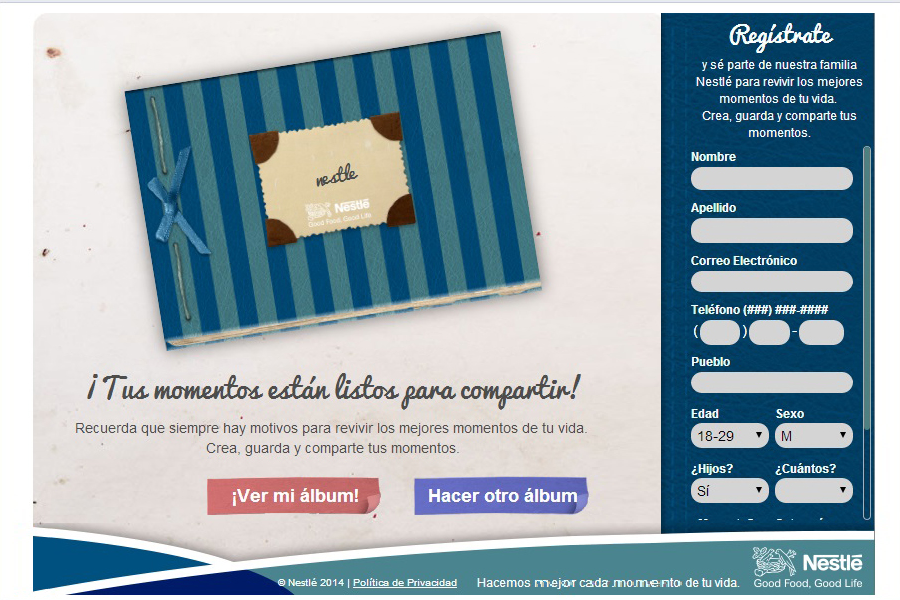 nestle
Nestlé
Good Food, Good Life
¡Tus momentos están listos para compartir!
Recuerda que siempre hay motivos para revivir los mejores momentos de tu vida.
Crea, guarda y comparte tus momentos.
¡Ver mi álbum!
Hacer otro álbum
Regístrate
y sé parte de nuestra familia
Nestlé para revivir los mejores
momentos de tu vida.
Crea, guarda y comparte tus
momentos.
Nombre
Apellido
Correo Electrónico
Teléfono (###) ###-####
( ) -
Pueblo
Edad Sexo
18-29 M
¿Hijos? ¿Cuántos?
Sí
© Nestlé 2014 | Política de Privacidad
Hacemos mejor cada momento de tu vida.
Nestlé
Good Food, Good Life